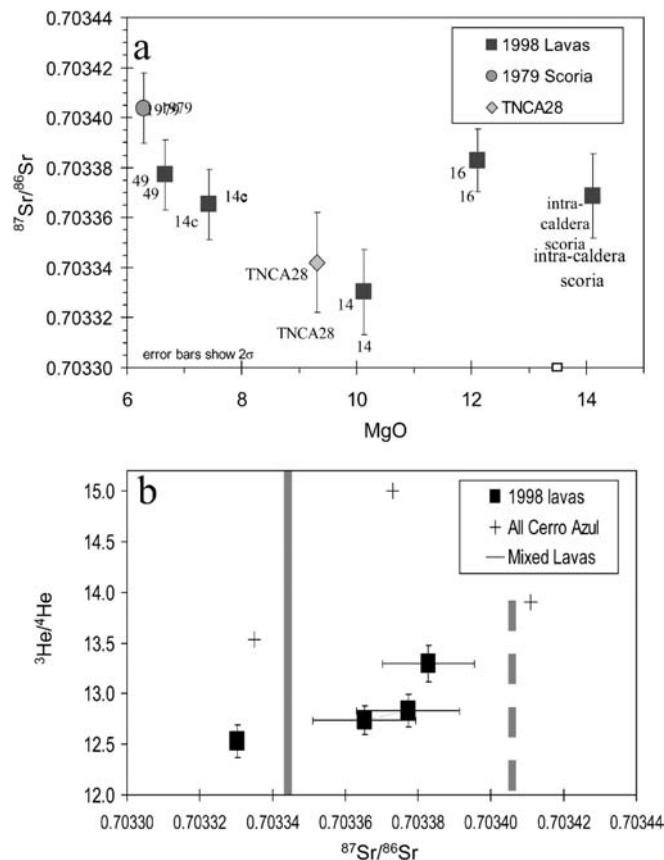 0.70344
a
1998 Lavas
1979 Scoria
TNCA28
0.70342
1979 1979
0.70340
⁸⁷Sr/⁸⁶Sr
0.70338
49
49
14c
14c
16
16
0.70336
intra-
caldera
scoria
intra-caldera
scoria
0.70334
TNCA28
TNCA28
14
14
0.70332
error bars show 2σ
0.70330
6 8 10 12 14
MgO
b
15.0
1998 lavas
All Cerro Azul
Mixed Lavas
14.5
14.0
³He/⁴He
13.5
13.0
12.5
12.0
0.70330 0.70332 0.70334 0.70336 0.70338 0.70340 0.70342 0.70344
⁸⁷Sr/⁸⁶Sr